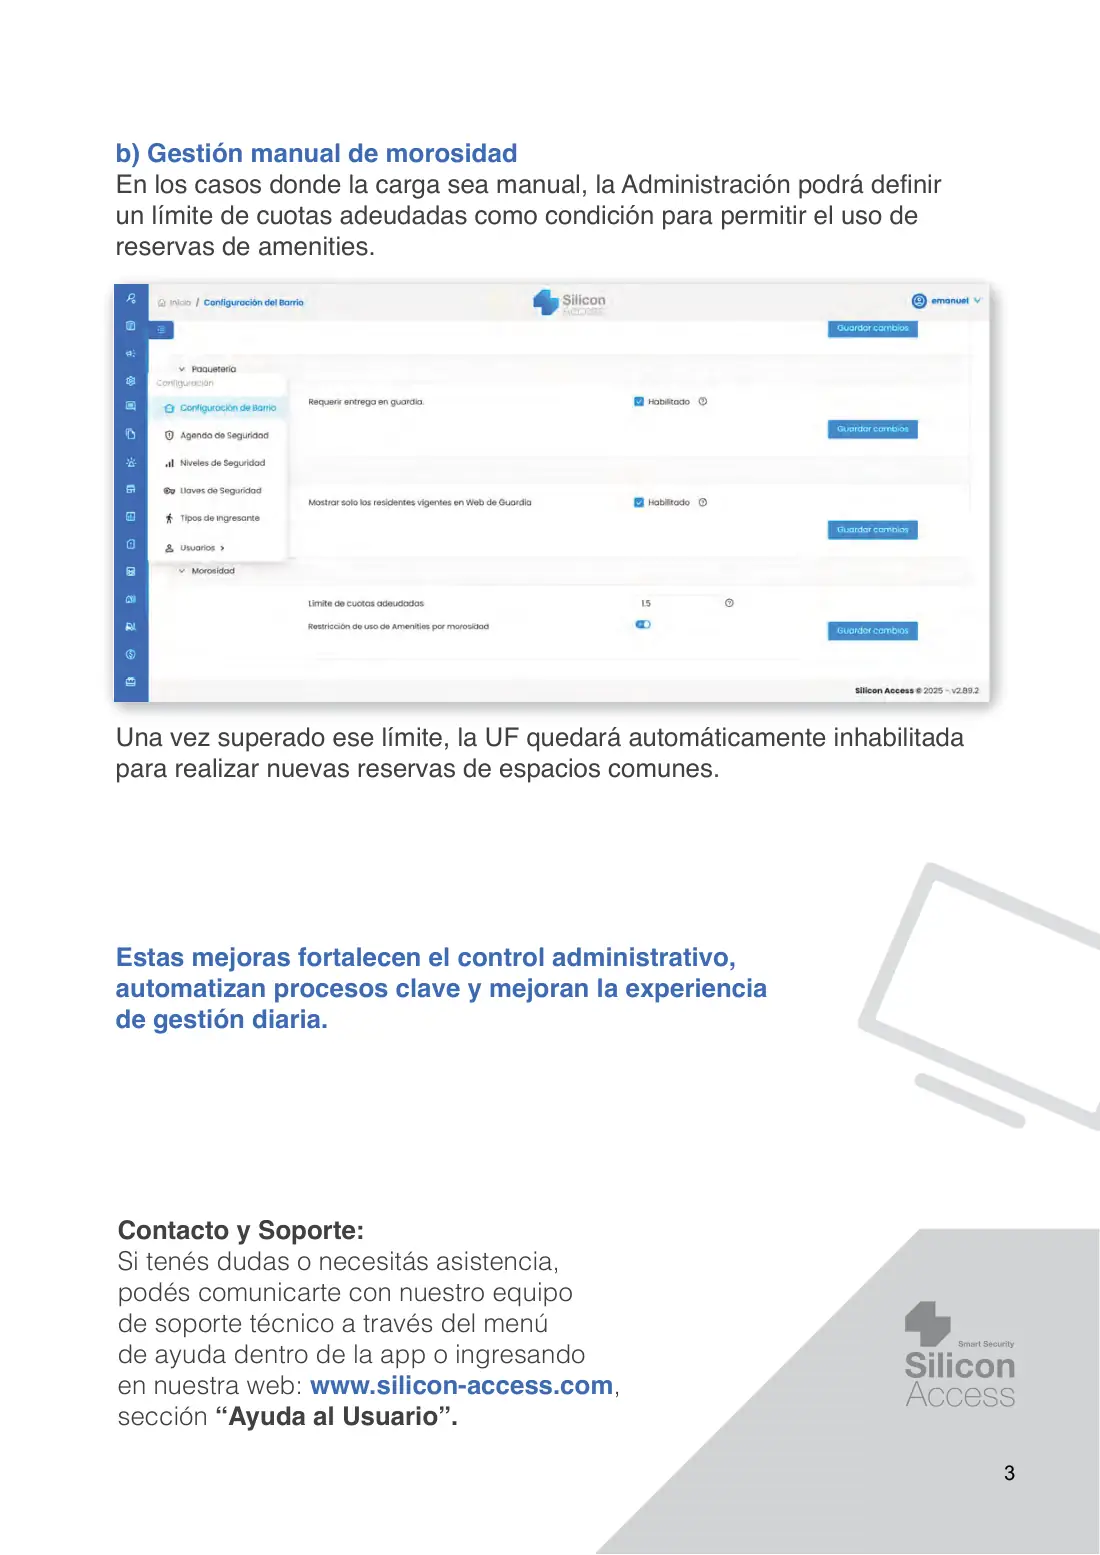 b) Gestión manual de morosidad
En los casos donde la carga sea manual, la Administración podrá definir
un límite de cuotas adeudadas como condición para permitir el uso de
reservas de amenities.
Inicio / Configuración del Barrio
Silicon
ACCESS
emanuel
Guardar cambios
Paquetería
Configuración
Configuración de Barrio
Requerir entrega en guardia.
Habilitado
Guardar cambios
Agenda de Seguridad
Niveles de Seguridad
Llaves de Seguridad
Mostrar solo los residentes vigentes en Web de Guardia
Habilitado
Tipos de Ingresante
Guardar cambios
Usuarios >
Morosidad
Límite de cuotas adeudadas
1.5
Restricción de uso de Amenities por morosidad
Guardar cambios
Silicon Access © 2025 - v2.89.2
Una vez superado ese límite, la UF quedará automáticamente inhabilitada
para realizar nuevas reservas de espacios comunes.
Estas mejoras fortalecen el control administrativo,
automatizan procesos clave y mejoran la experiencia
de gestión diaria.
Contacto y Soporte:
Si tenés dudas o necesitás asistencia,
podés comunicarte con nuestro equipo
de soporte técnico a través del menú
de ayuda dentro de la app o ingresando
en nuestra web: www.silicon-access.com,
sección “Ayuda al Usuario”.
Smart Security
Silicon
Access
3